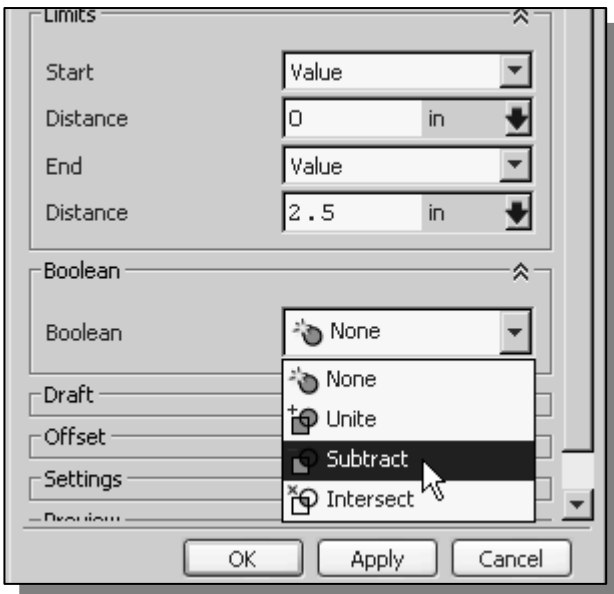 Limits
Start Value
Distance 0 in
End Value
Distance 2.5 in
Boolean
Boolean None
None
Unite
Draft
Offset
Subtract
Settings
Intersect
Preview
OK Apply Cancel